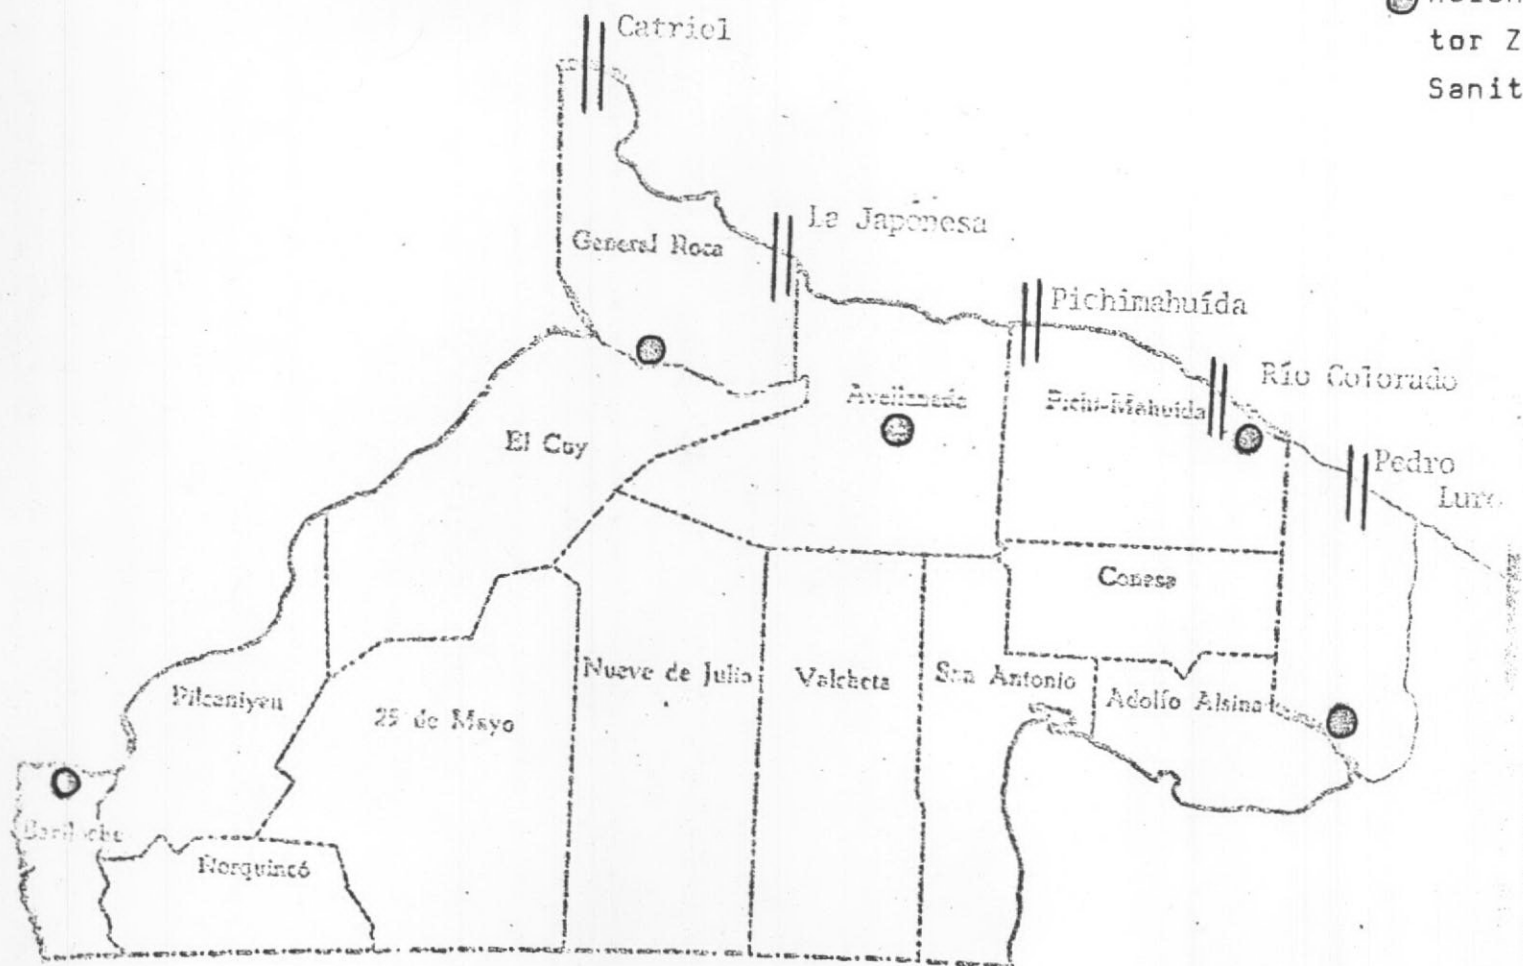 Catriel
tor Z
Sanit
La Japonesa
General Roca
Pichimahuída
Río Colorado
Avellaneda
Pichi-Mahuida
El Cuy
Pedro
Luro
Conesa
Nueve de Julio
Valcheta
San Antonio
Adolfo Alsina
Pilcaniyeu
25 de Mayo
Bariloche
Ñorquincó